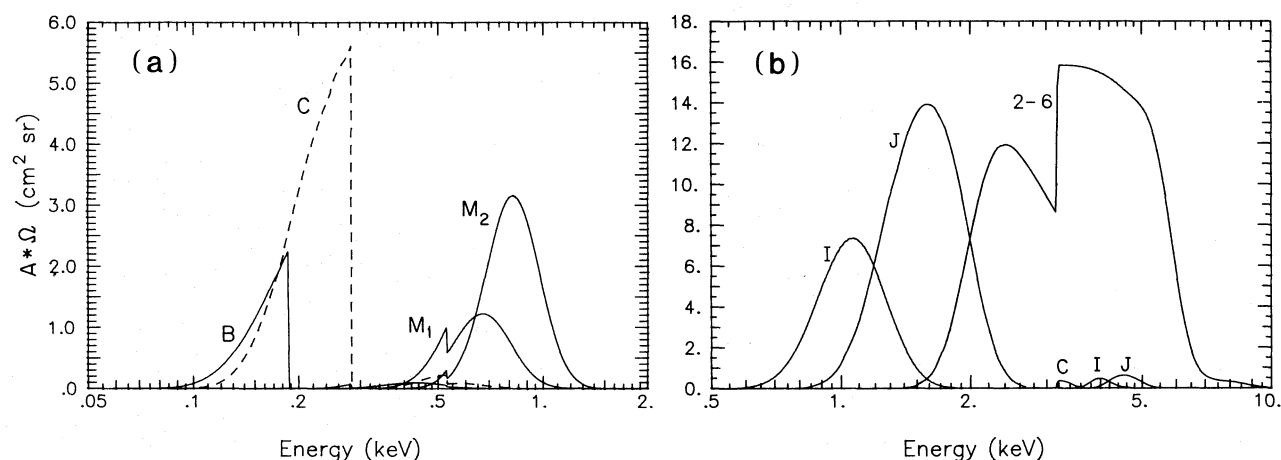 (a)
6.0
5.0
4.0
3.0
2.0
1.0
.0
A*Ω (cm² sr)
B
C
M₁
M₂
.05 .1 .2 .5 1. 2.
Energy (keV)
(b)
18.
16.
14.
12.
10.
8.
6.
4.
2.
0.
I
J
2-6
C I J
.5 1. 2. 5. 10.
Energy (keV)